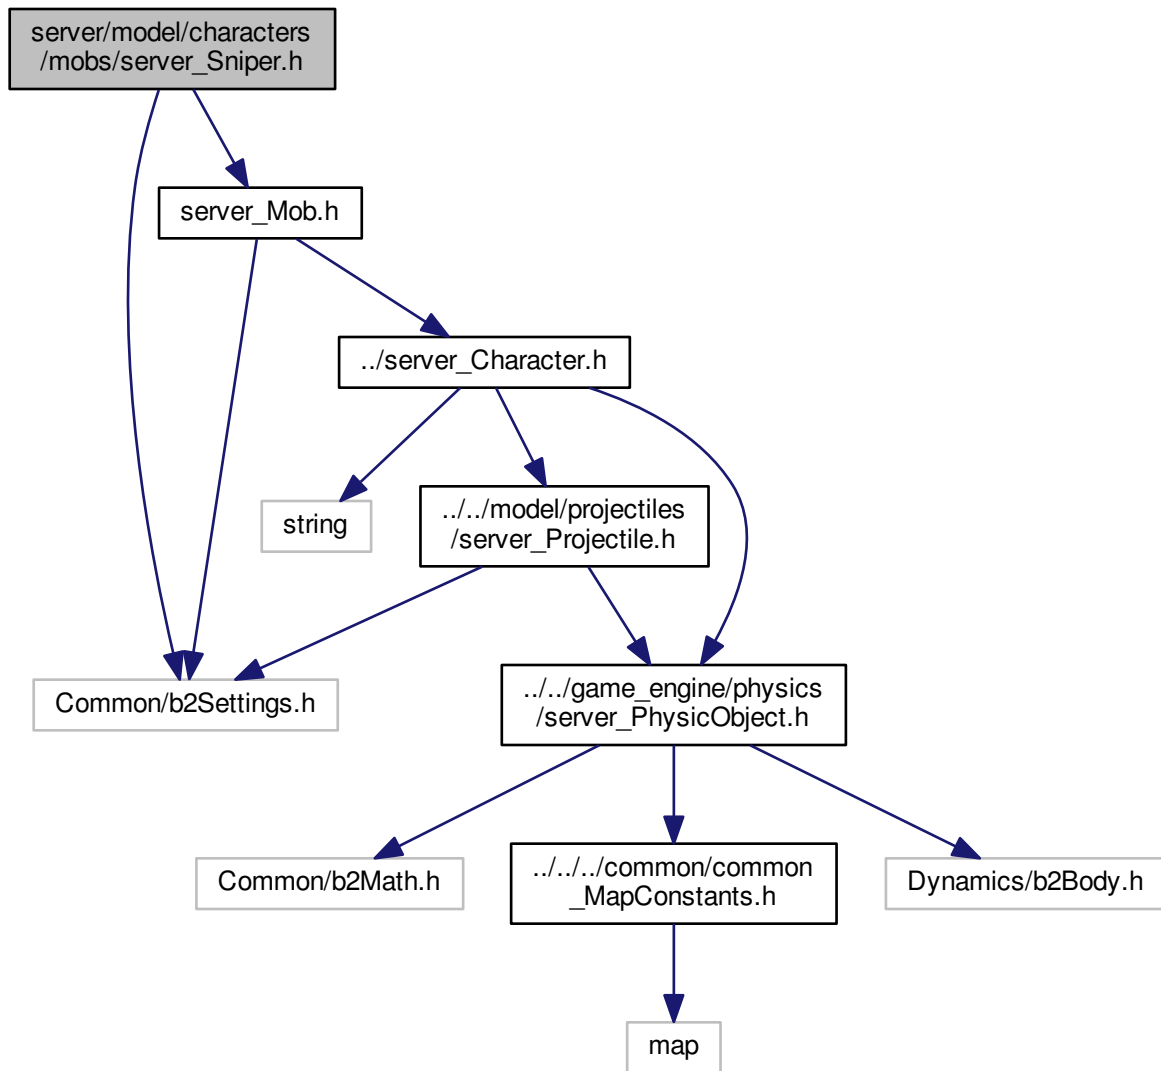 server/model/characters
/mobs/server_Sniper.h
server_Mob.h
../server_Character.h
string
../../model/projectiles
/server_Projectile.h
Common/b2Settings.h
../../game_engine/physics
/server_PhysicObject.h
Common/b2Math.h
../../../common/common
_MapConstants.h
Dynamics/b2Body.h
map